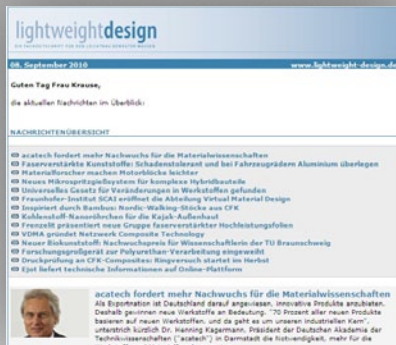 lightweightdesign
08. September 2010 www.lightweight-design.de
Guten Tag Frau Krause,
die aktuellen Nachrichten im Überblick:
NACHRICHTENÜBERSICHT
acatech fordert mehr Nachwuchs für die Materialwissenschaften
Faserverstärkte Kunststoffe: Schadenstolerant und bei Fahrzeugrädern Aluminium überlegen
Materialforscher machen Motorblöcke leichter
Neues Mikrospritzgießsystem für komplexe Hybridbauteile
Universelles Gesetz für Veränderungen in Werkstoffen gefunden
Fraunhofer-Institut SCAI eröffnet die Abteilung Virtual Material Design
Inspiriert durch Bambus: Nordic-Walking-Stöcke aus CFK
Kohlenstoff-Nanoröhrchen für die Kajak-Außenhaut
Frenzelit präsentiert neue Gruppe faserverstärkter Hochleistungsfolien
VDMA gründet Netzwerk Composite Technology
Neuer Biokunststoff: Nachwuchspreis für Wissenschaftlerin der TU Braunschweig
Forschungsgroßgerät zur Polyurethan-Verarbeitung eingeweiht
Druckprüfung an CFK-Composites: Ringversuch startet im Herbst
Ejot liefert technische Informationen auf Online-Plattform
acatech fordert mehr Nachwuchs für die Materialwissenschaften
Als Exportnation ist Deutschland darauf angewiesen, innovative Produkte anzubieten.
Deshalb gewinnen neue Werkstoffe an Bedeutung. "70 Prozent aller neuen Produkte
basieren auf neuen Werkstoffen, und da geht es um unseren industriellen Kern",
unterstrich kürzlich Dr. Henning Kagermann, Präsident der Deutschen Akademie der
Technikwissenschaften ("acatech") in Darmstadt die Notwendigkeit, mehr für die